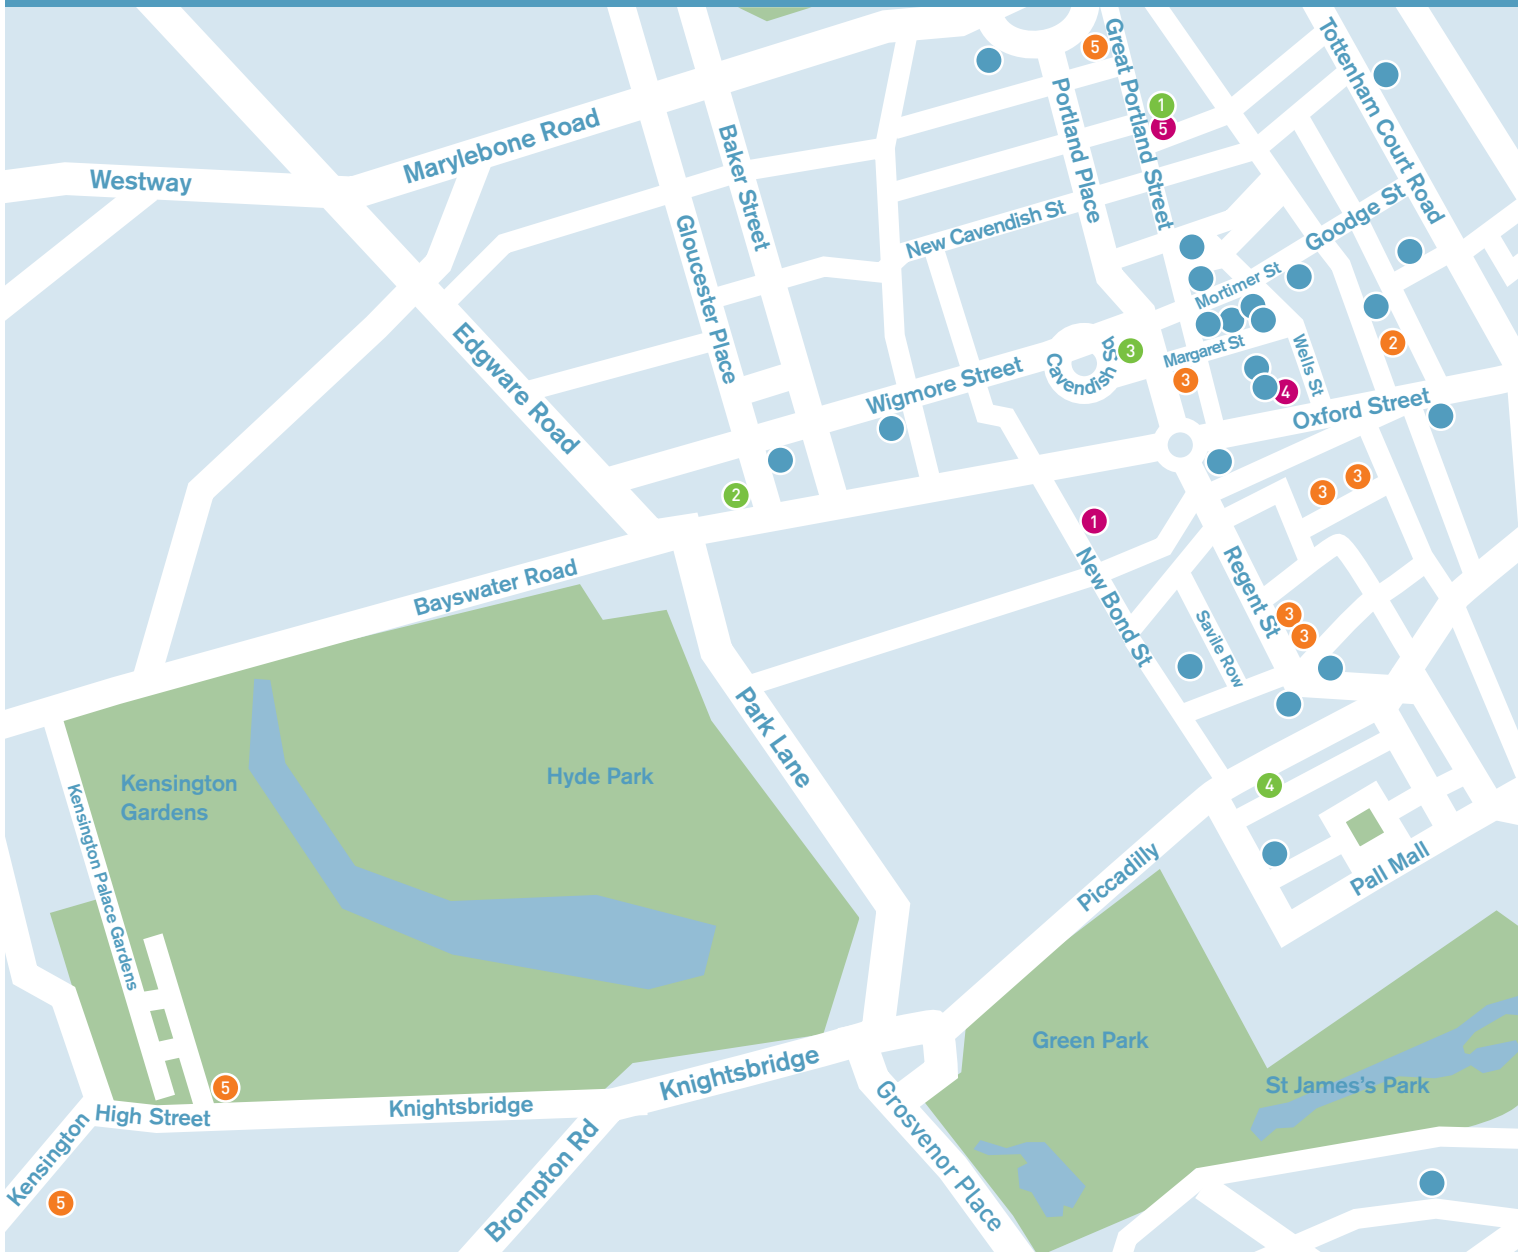 5
1
5
Tottenham Court Road
Great Portland Street
Portland Place
Marylebone Road
Westway
Baker Street
Gloucester Place
New Cavendish St
Goodge St
Mortimer St
Edgware Road
Wigmore Street
Cavendish
Sq
3
Margaret St
3
Wells St
2
4
Oxford Street
2
3
3
1
Bayswater Road
New Bond St
Regent St
Savile Row
3
3
Park Lane
Kensington
Gardens
Hyde Park
Kensington Palace Gardens
4
Piccadilly
Pall Mall
Green Park
St James's Park
5
High Street
Knightsbridge
Knightsbridge
Grosvenor Place
Kensington
Brompton Rd
5